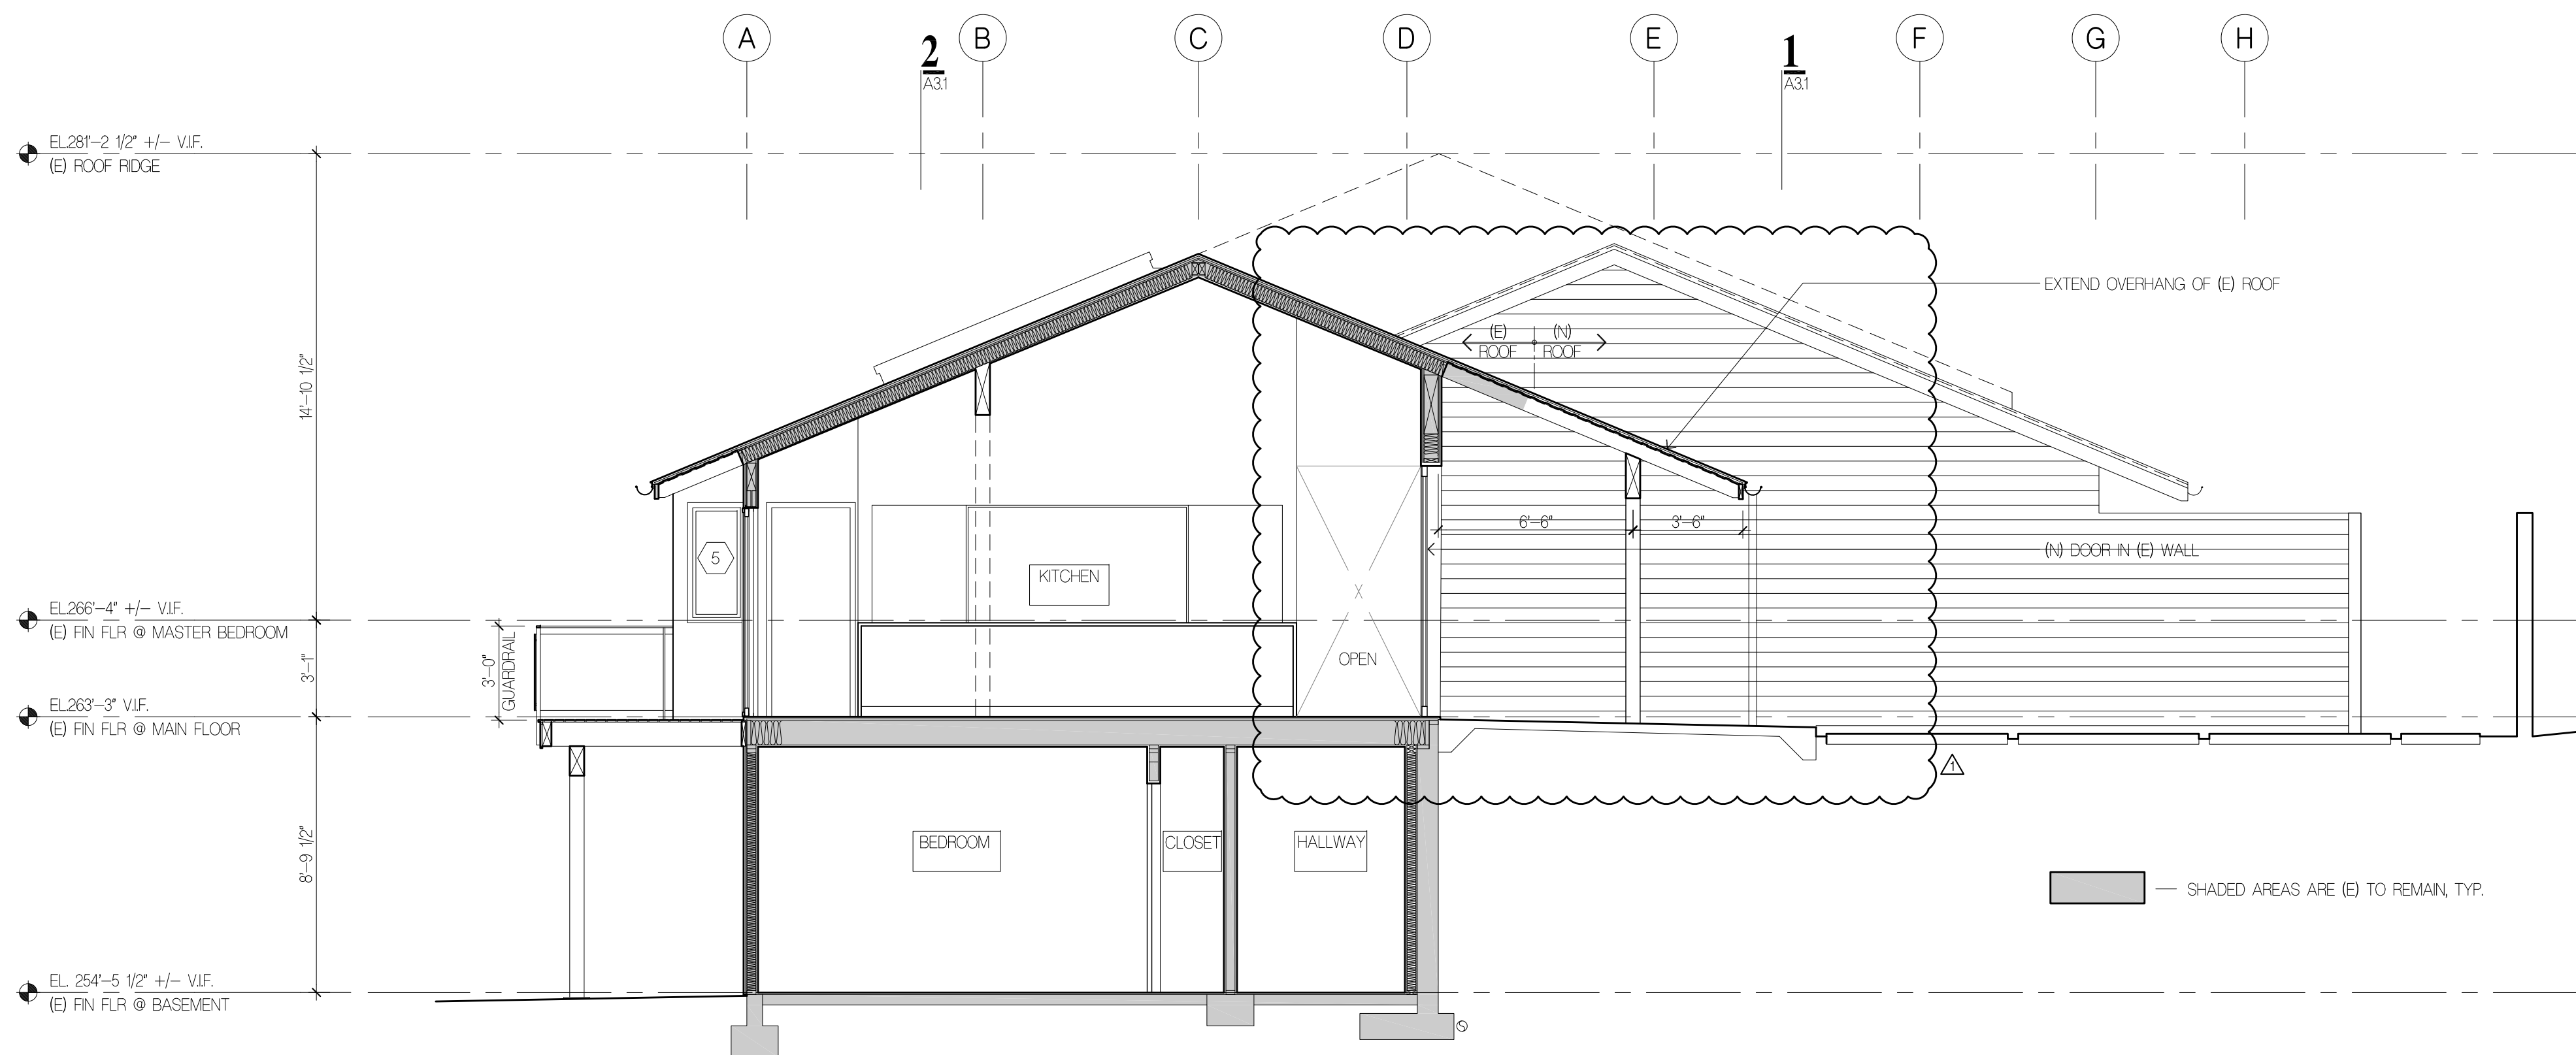 A
2
A3.1
B
C
D
E
1
A3.1
F
G
H
EL.281'-2 1/2" +/- V.I.F.
(E) ROOF RIDGE
EXTEND OVERHANG OF (E) ROOF
(E) (N)
ROOF ROOF
14'-10 1/2"
6'-6" 3'-6"
(N) DOOR IN (E) WALL
5
KITCHEN
EL.266'-4" +/- V.I.F.
(E) FIN FLR @ MASTER BEDROOM
3'-1"
3'-0"
GUARDRAIL
OPEN
EL.263'-3" V.I.F.
(E) FIN FLR @ MAIN FLOOR
1
8'-9 1/2"
BEDROOM
CLOSET
HALLWAY
SHADED AREAS ARE (E) TO REMAIN, TYP.
EL. 254'-5 1/2" +/- V.I.F.
(E) FIN FLR @ BASEMENT